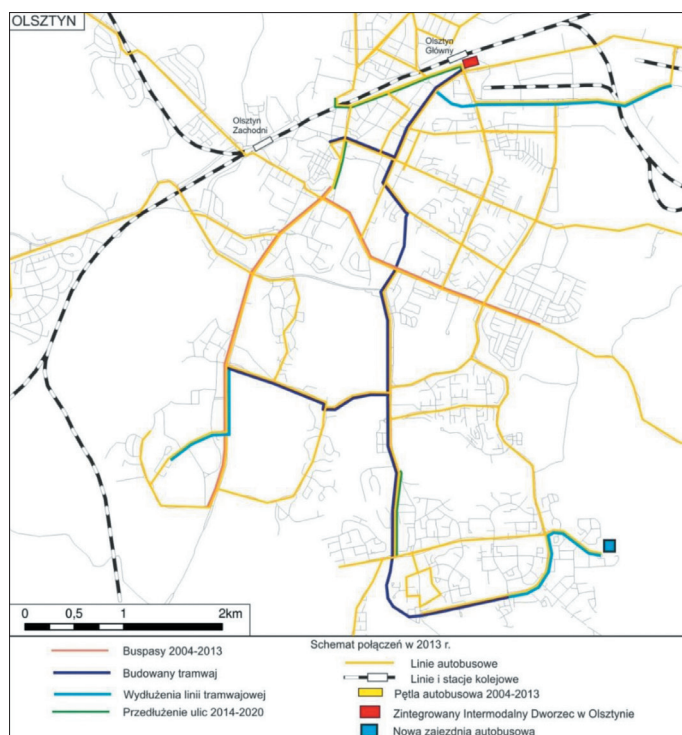 OLSZTYN
Olsztyn
Główny
Olsztyn
Zachodni
0 0,5 1 2km
Buspasy 2004-2013
Budowany tramwaj
Wydłużenia linii tramwajowej
Przedłużenie ulic 2014-2020
Schemat połączeń w 2013 r.
Linie autobusowe
Linie i stacje kolejowe
Pętla autobusowa 2004-2013
Zintegrowany Intermodalny Dworzec w Olsztynie
Nowa zajezdnia autobusowa